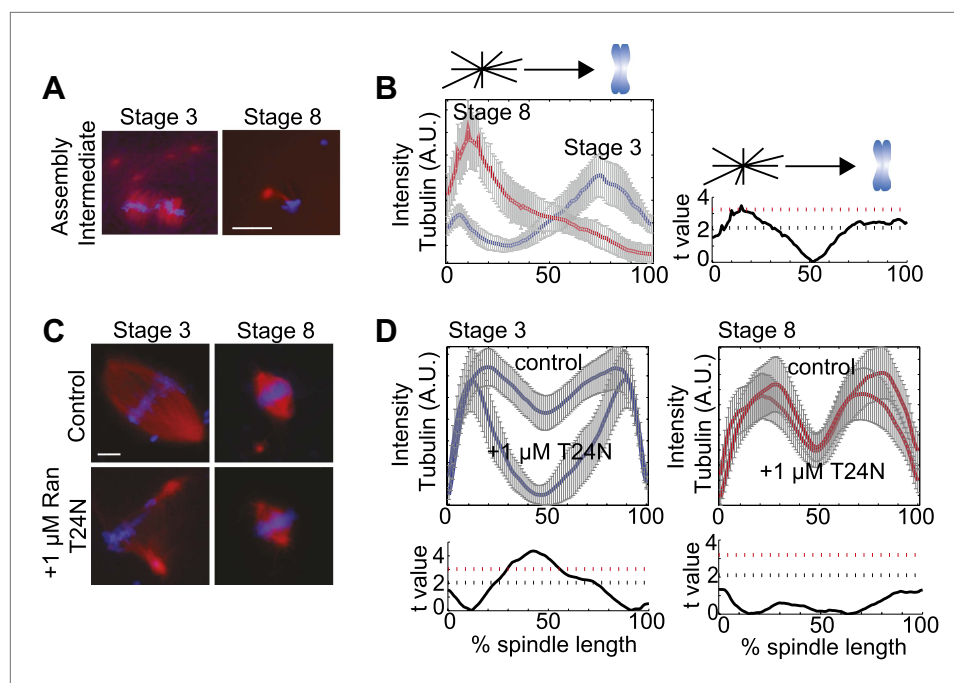 A
Stage 3 Stage 8
Assembly
Intermediate
B
Stage 8
Stage 3
Intensity
Tubulin (A.U.)
0 50 100
t value
4
2
0
0 50 100
C
Stage 3 Stage 8
Control
+1 µM Ran
T24N
D
Stage 3
control
+1 µM T24N
Intensity
Tubulin (A.U.)
0 50 100
t value
4
2
0
0 50 100
% spindle length
Stage 8
control
+1 µM T24N
Intensity
Tubulin (A.U.)
0 50 100
t value
4
2
0
0 50 100
% spindle length